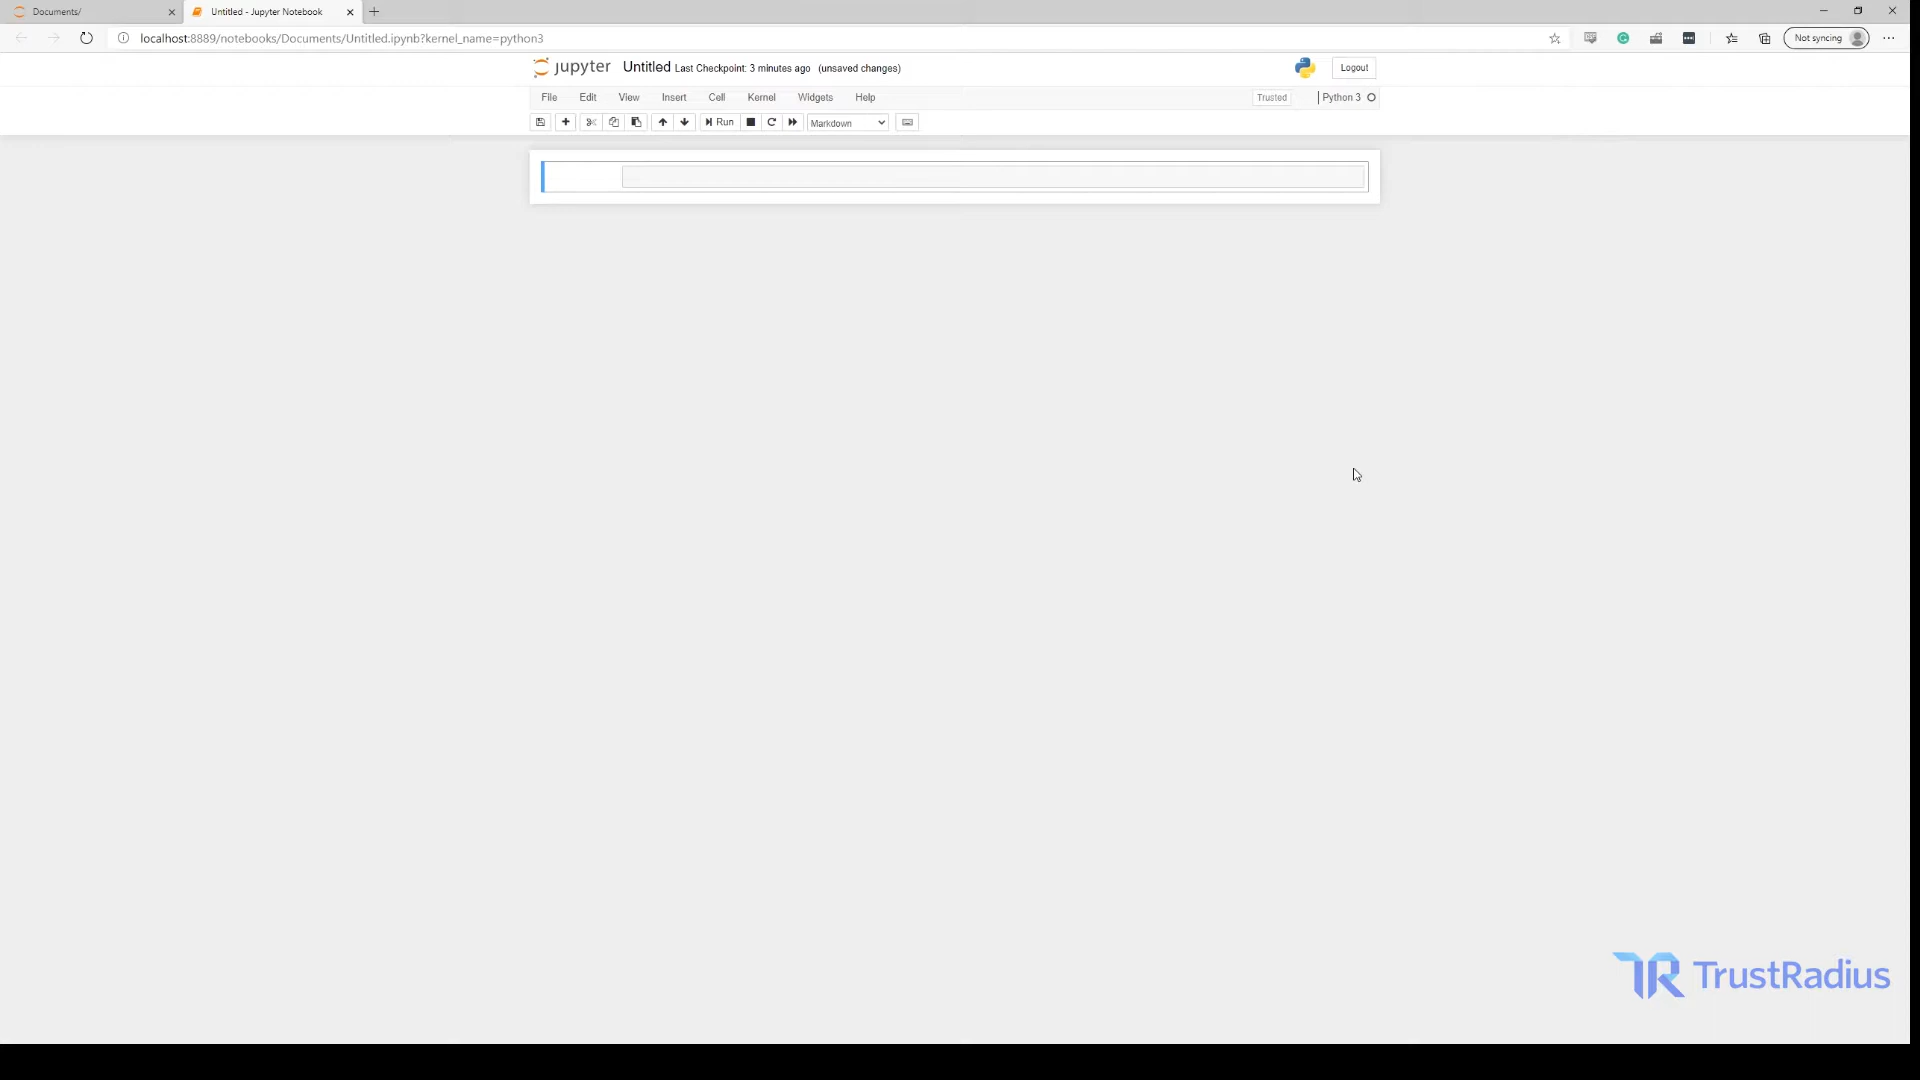 Documents/
Untitled - Jupyter Notebook
localhost:8889/notebooks/Documents/Untitled.ipynb?kernel_name=python3
Not syncing
jupyter Untitled Last Checkpoint: 3 minutes ago (unsaved changes)
Logout
File Edit View Insert Cell Kernel Widgets Help
Trusted
Python 3
Run
Markdown
TR TrustRadius